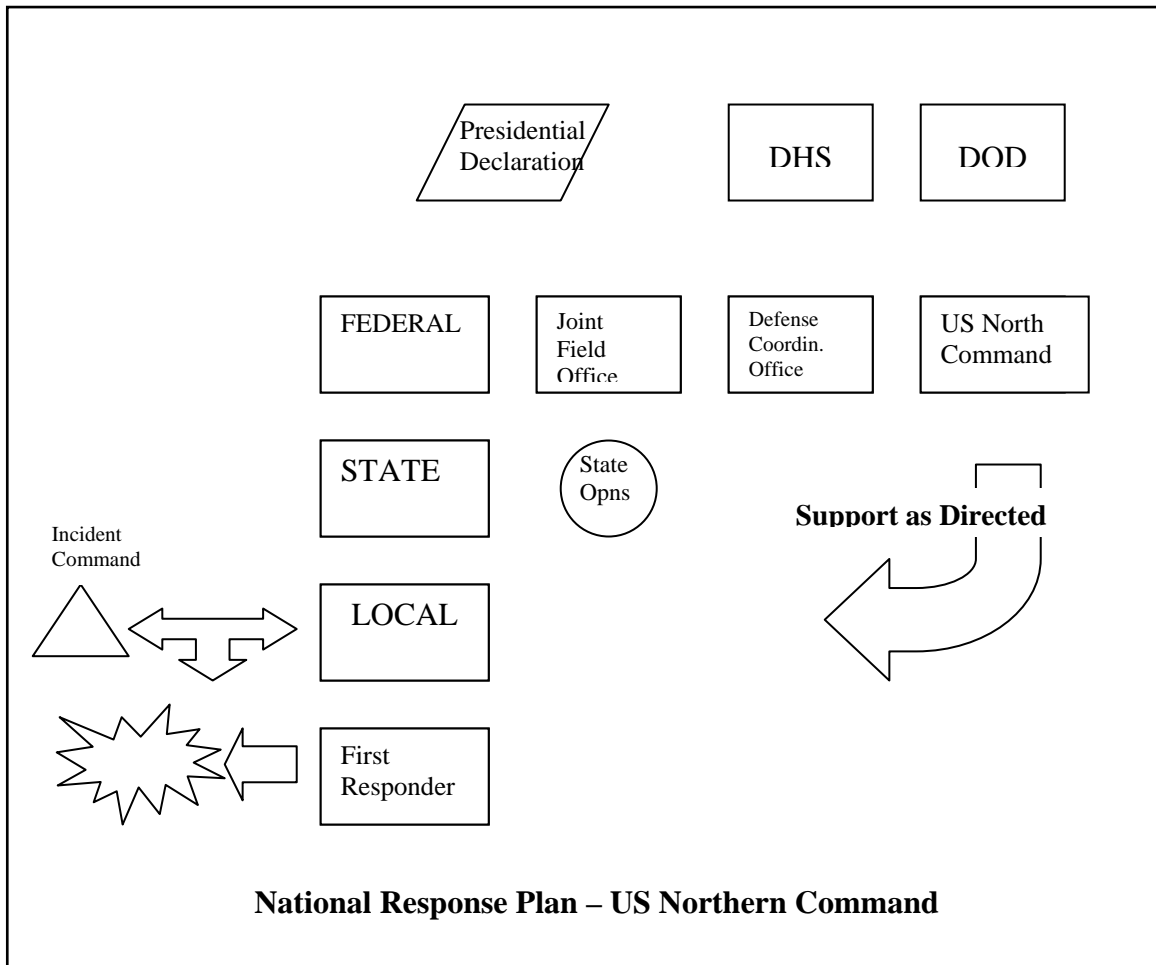 Presidential
Declaration
DHS
DOD
FEDERAL
Joint
Field
Office
Defense
Coordin.
Office
US North
Command
STATE
State
Opns
Support as Directed
Incident
Command
LOCAL
First
Responder
National Response Plan – US Northern Command